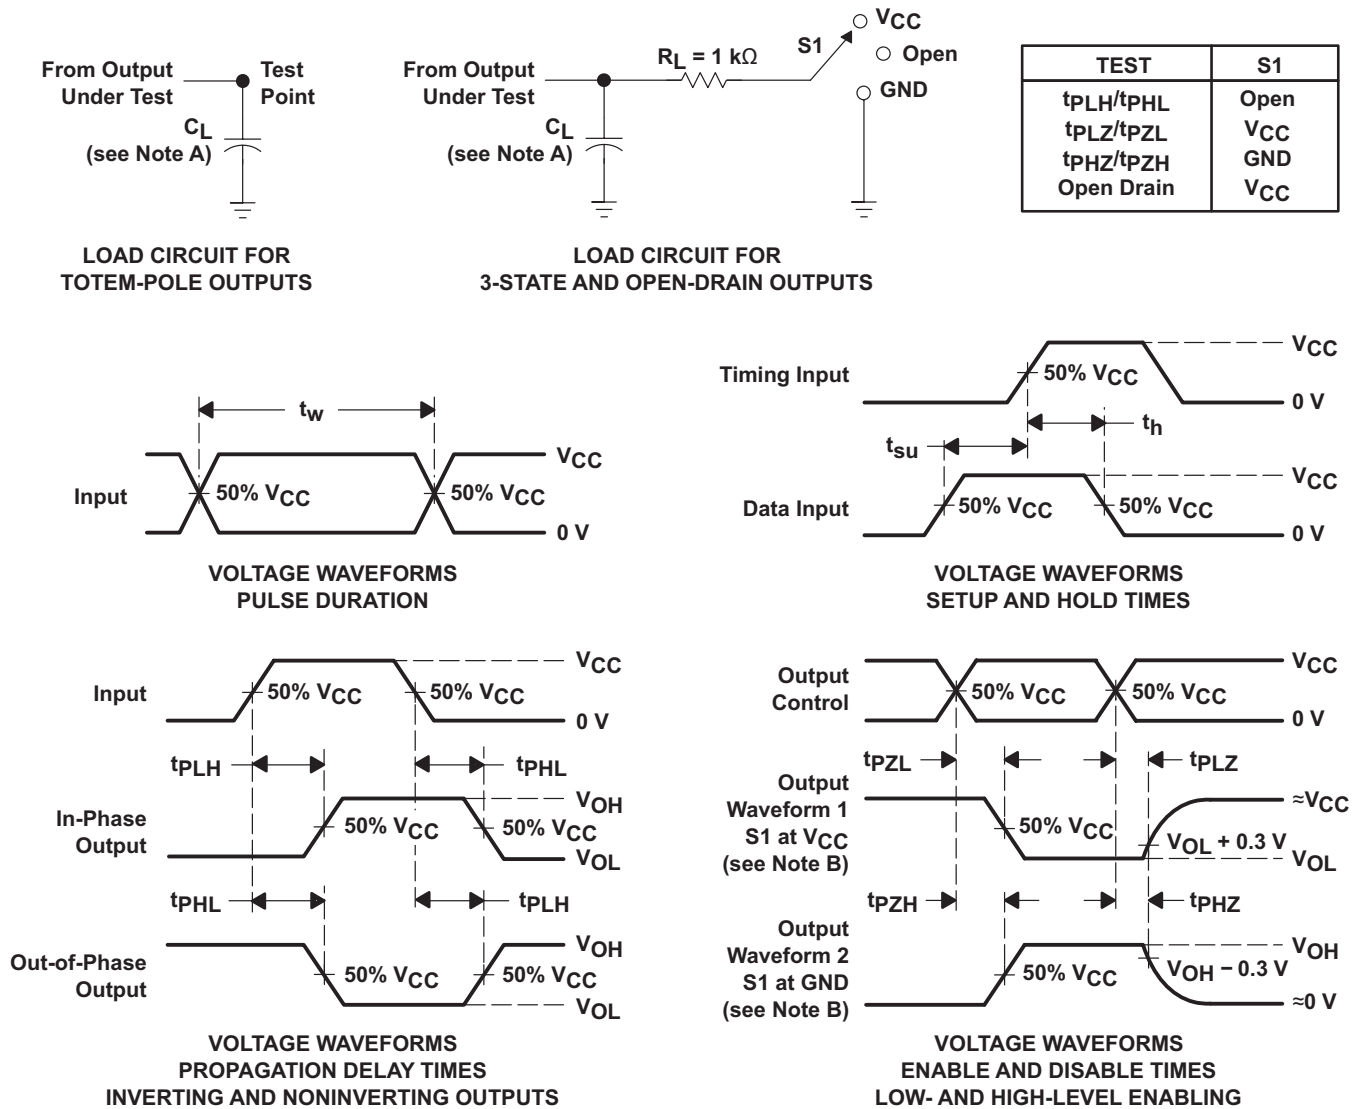 From Output
Under Test
Test
Point
CL
(see Note A)
LOAD CIRCUIT FOR
TOTEM-POLE OUTPUTS
From Output
Under Test
RL = 1 kΩ
S1
VCC
Open
GND
CL
(see Note A)
LOAD CIRCUIT FOR
3-STATE AND OPEN-DRAIN OUTPUTS
TEST S1
tPLH/tPHL Open
tPLZ/tPZL VCC
tPHZ/tPZH GND
Open Drain VCC
tw
Input
50% VCC
50% VCC
VCC
0 V
VOLTAGE WAVEFORMS
PULSE DURATION
Timing Input
50% VCC
VCC
0 V
tsu
th
Data Input
50% VCC
50% VCC
VCC
0 V
VOLTAGE WAVEFORMS
SETUP AND HOLD TIMES
Input
50% VCC
50% VCC
VCC
0 V
tPLH
tPHL
In-Phase
Output
50% VCC
50% VCC
VOH
VOL
tPHL
tPLH
Out-of-Phase
Output
50% VCC
50% VCC
VOH
VOL
VOLTAGE WAVEFORMS
PROPAGATION DELAY TIMES
INVERTING AND NONINVERTING OUTPUTS
Output
Control
50% VCC
50% VCC
VCC
0 V
tPZL
tPLZ
Output
Waveform 1
S1 at VCC
(see Note B)
50% VCC
≈VCC
VOL + 0.3 V
VOL
tPZH
tPHZ
Output
Waveform 2
S1 at GND
(see Note B)
50% VCC
VOH
VOH − 0.3 V
≈0 V
VOLTAGE WAVEFORMS
ENABLE AND DISABLE TIMES
LOW- AND HIGH-LEVEL ENABLING